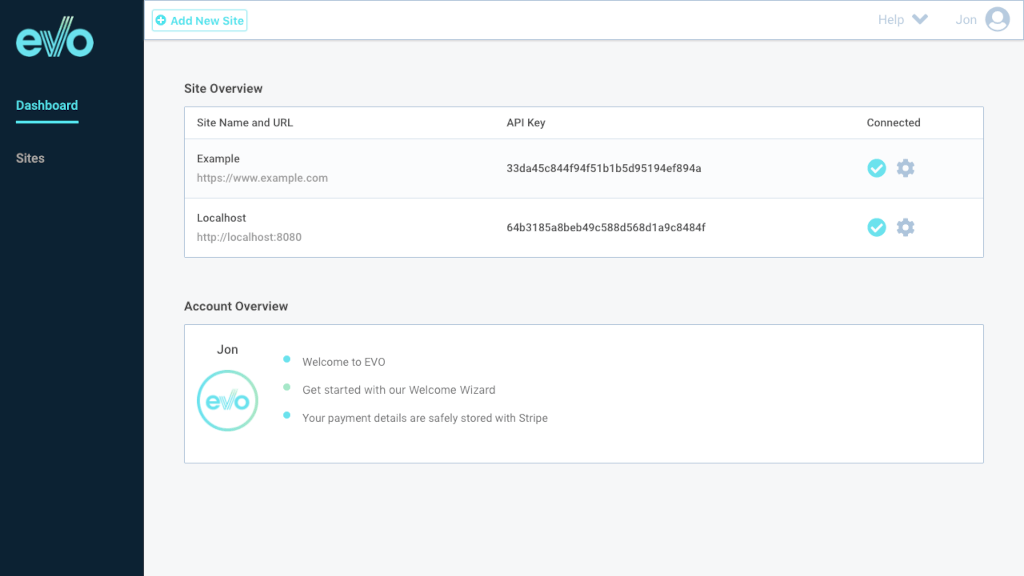 evo
Add New Site
Help
Jon
Dashboard
Sites
Site Overview
Site Name and URL
API Key
Connected
Example
https://www.example.com
33da45c844f94f51b1b5d95194ef894a
Localhost
http://localhost:8080
64b3185a8beb49c588d568d1a9c8484f
Account Overview
Jon
evo
Welcome to EVO
Get started with our Welcome Wizard
Your payment details are safely stored with Stripe